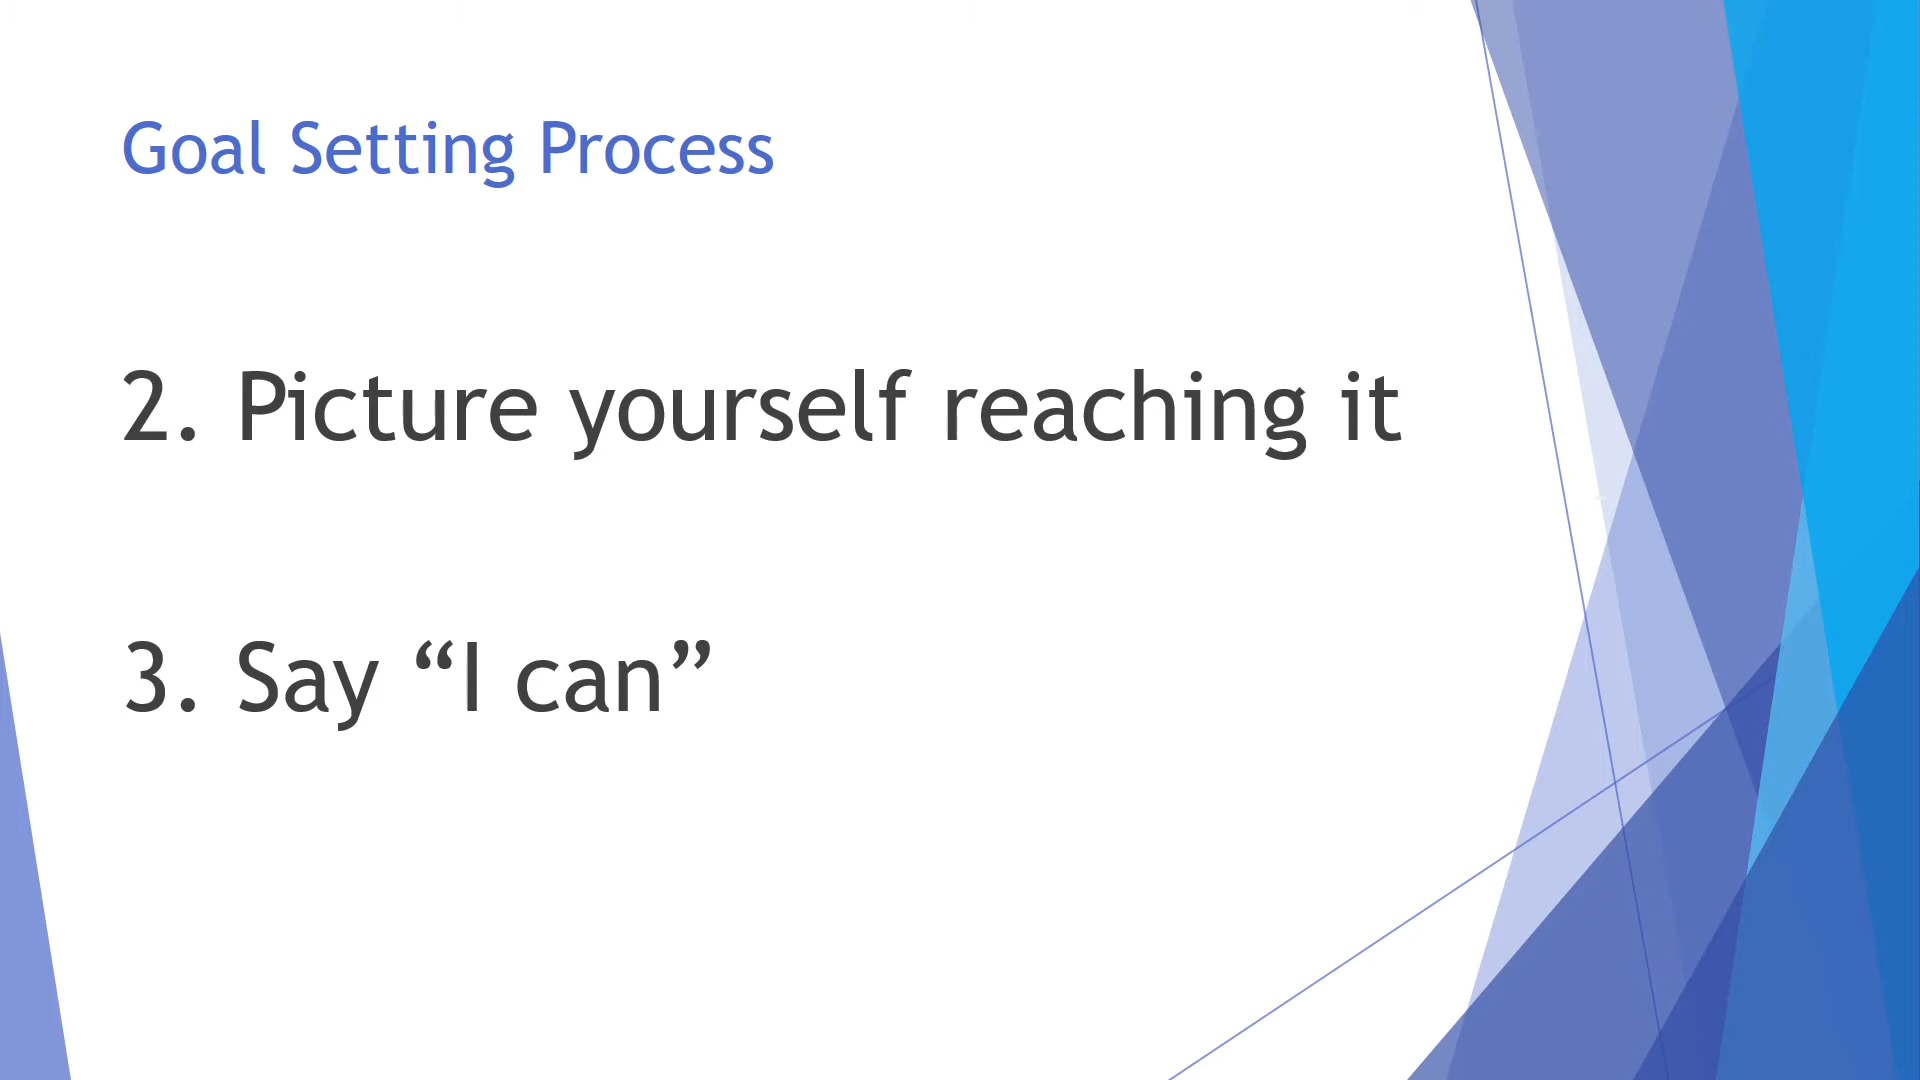 Goal Setting Process
2. Picture yourself reaching it
3. Say “I can”